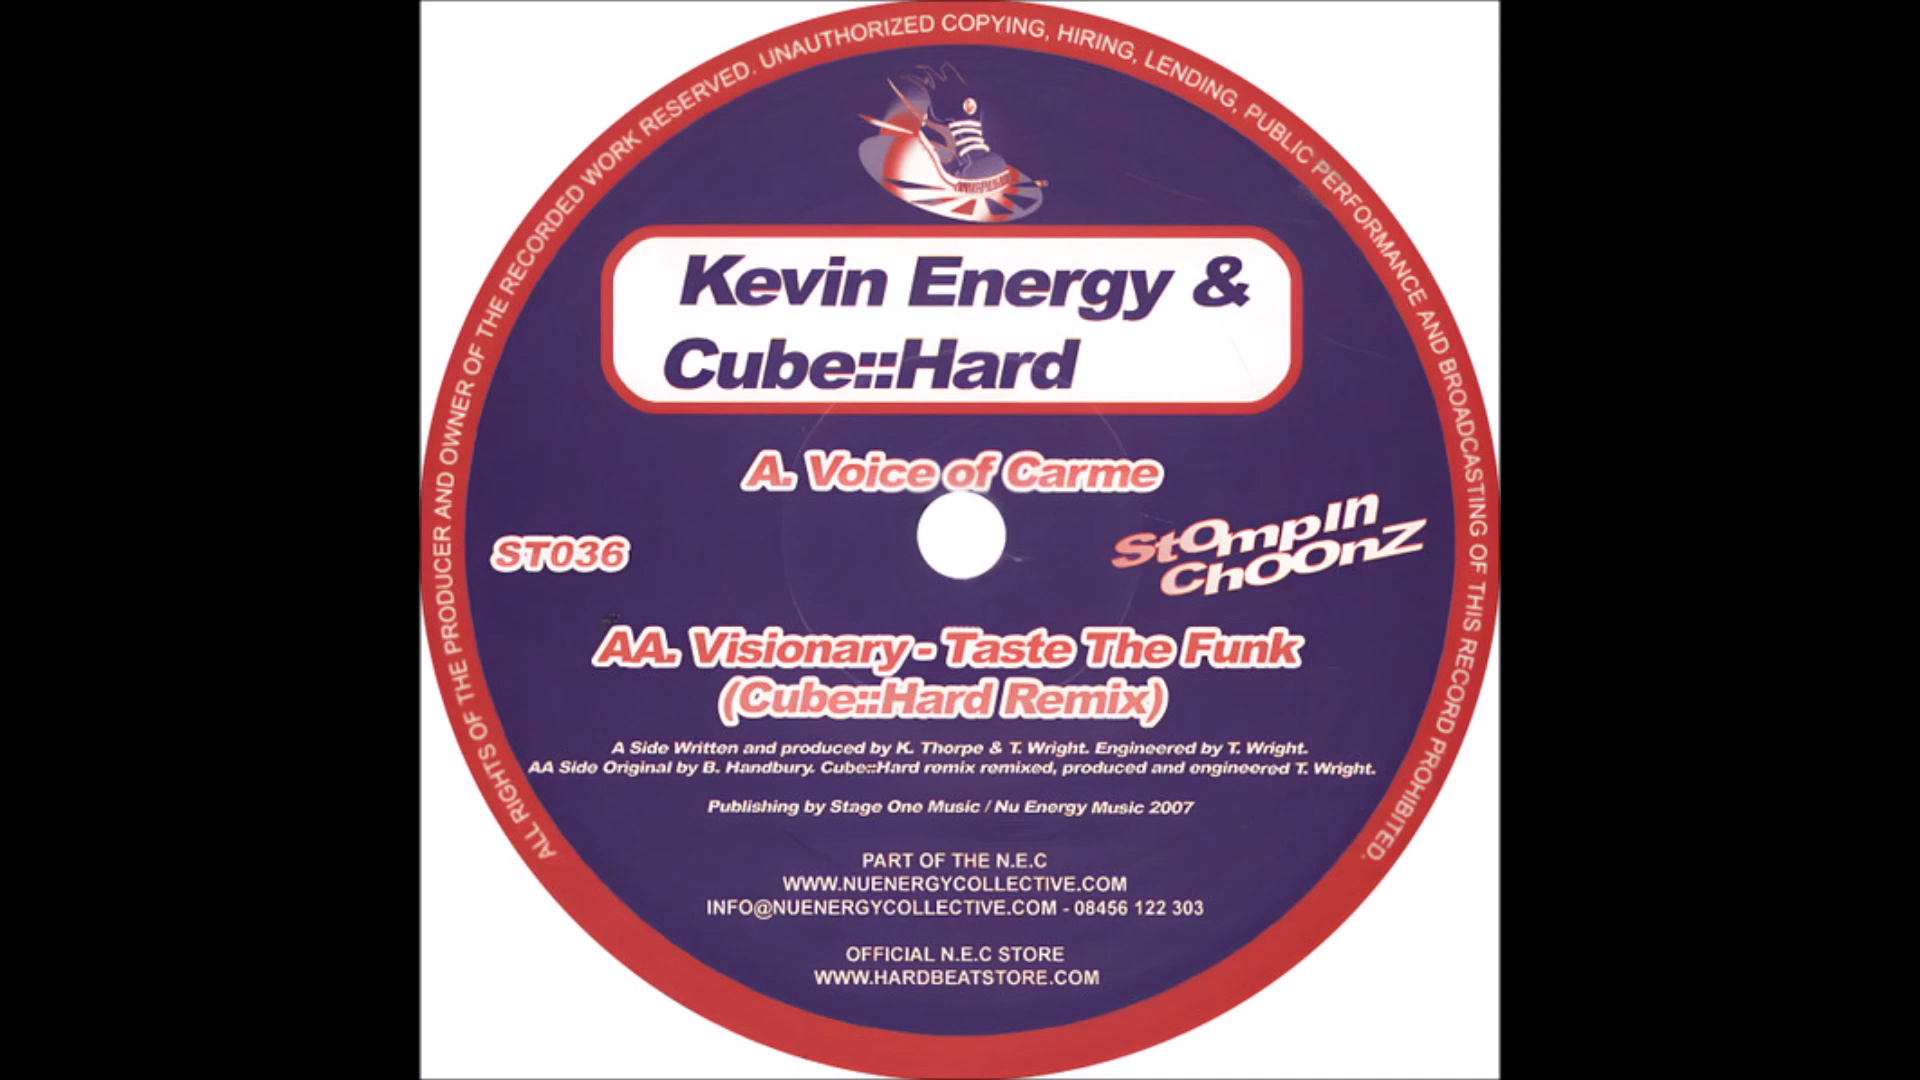 ALL RIGHTS OF THE PRODUCER AND OWNER OF THE RECORDED WORK RESERVED. UNAUTHORIZED COPYING, HIRING, LENDING, PUBLIC PERFORMANCE AND BROADCASTING OF THIS RECORD PROHIBITED.
Kevin Energy &
Cube::Hard
A. Voice of Carme
ST036
StOmpIn
ChOOnZ
AA. Visionary - Taste The Funk
(Cube::Hard Remix)
A Side Written and produced by K. Thorpe & T. Wright. Engineered by T. Wright.
AA Side Original by B. Handbury. Cube::Hard remix remixed, produced and engineered T. Wright.
Publishing by Stage One Music / Nu Energy Music 2007
PART OF THE N.E.C
WWW.NUENERGYCOLLECTIVE.COM
INFO@NUENERGYCOLLECTIVE.COM - 08456 122 303
OFFICIAL N.E.C STORE
WWW.HARDBEATSTORE.COM